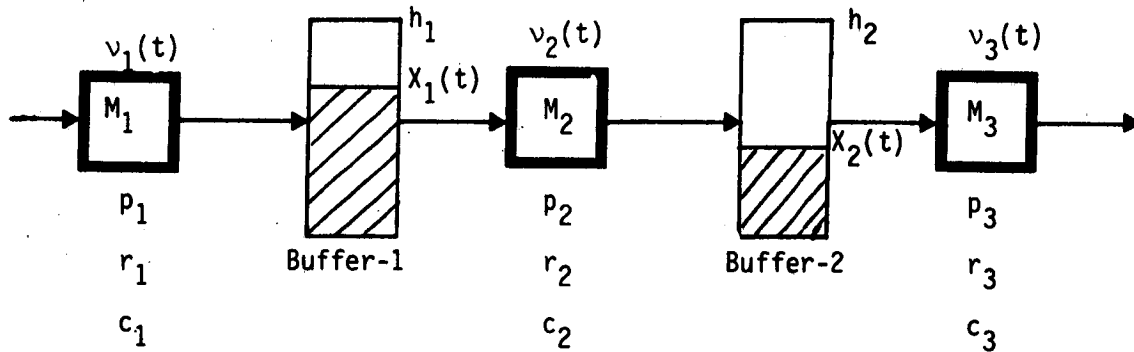 h₁
h₂
ν₁(t)
ν₂(t)
ν₃(t)
X₁(t)
M₁
M₂
M₃
X₂(t)
p₁
p₂
p₃
Buffer-1
Buffer-2
r₁
r₂
r₃
c₁
c₂
c₃